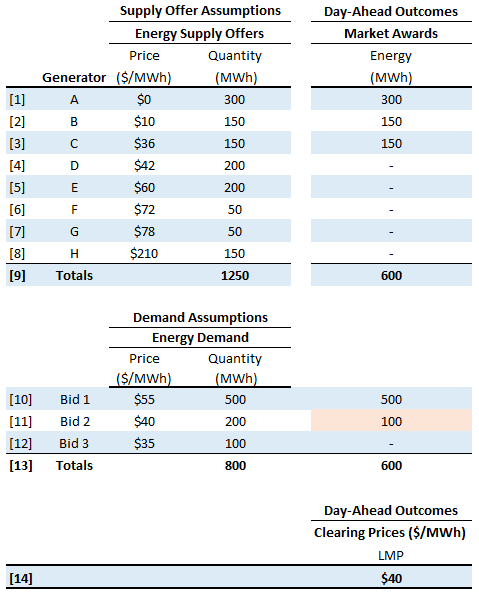 Supply Offer Assumptions Day-Ahead Outcomes
Energy Supply Offers Market Awards
Price Quantity Energy
Generator ($/MWh) (MWh) (MWh)
[1] A $0 300 300
[2] B $10 150 150
[3] C $36 150 150
[4] D $42 200 -
[5] E $60 200 -
[6] F $72 50 -
[7] G $78 50 -
[8] H $210 150 -
[9] Totals 1250 600
Demand Assumptions
Energy Demand
Price Quantity
($/MWh) (MWh)
[10] Bid 1 $55 500 500
[11] Bid 2 $40 200 100
[12] Bid 3 $35 100 -
[13] Totals 800 600
Day-Ahead Outcomes
Clearing Prices ($/MWh)
LMP
[14] $40